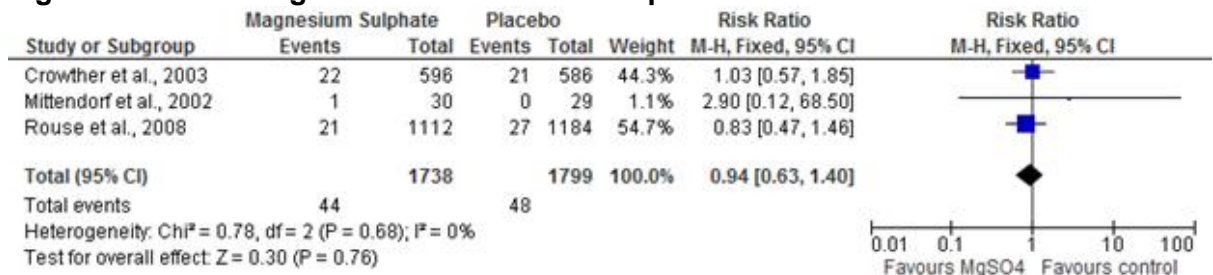 Magnesium Sulphate Placebo Risk Ratio Risk Ratio
Study or Subgroup Events Total Events Total Weight M-H, Fixed, 95% CI M-H, Fixed, 95% CI
Crowther et al., 2003 22 596 21 586 44.3% 1.03 [0.57, 1.85]
Mittendorf et al., 2002 1 30 0 29 1.1% 2.90 [0.12, 68.50]
Rouse et al., 2008 21 1112 27 1184 54.7% 0.83 [0.47, 1.46]
Total (95% CI) 1738 1799 100.0% 0.94 [0.63, 1.40]
Total events 44 48
Heterogeneity: Chi² = 0.78, df = 2 (P = 0.68); I² = 0%
Test for overall effect: Z = 0.30 (P = 0.76)
0.01 0.1 1 10 100
Favours MgSO4 Favours control